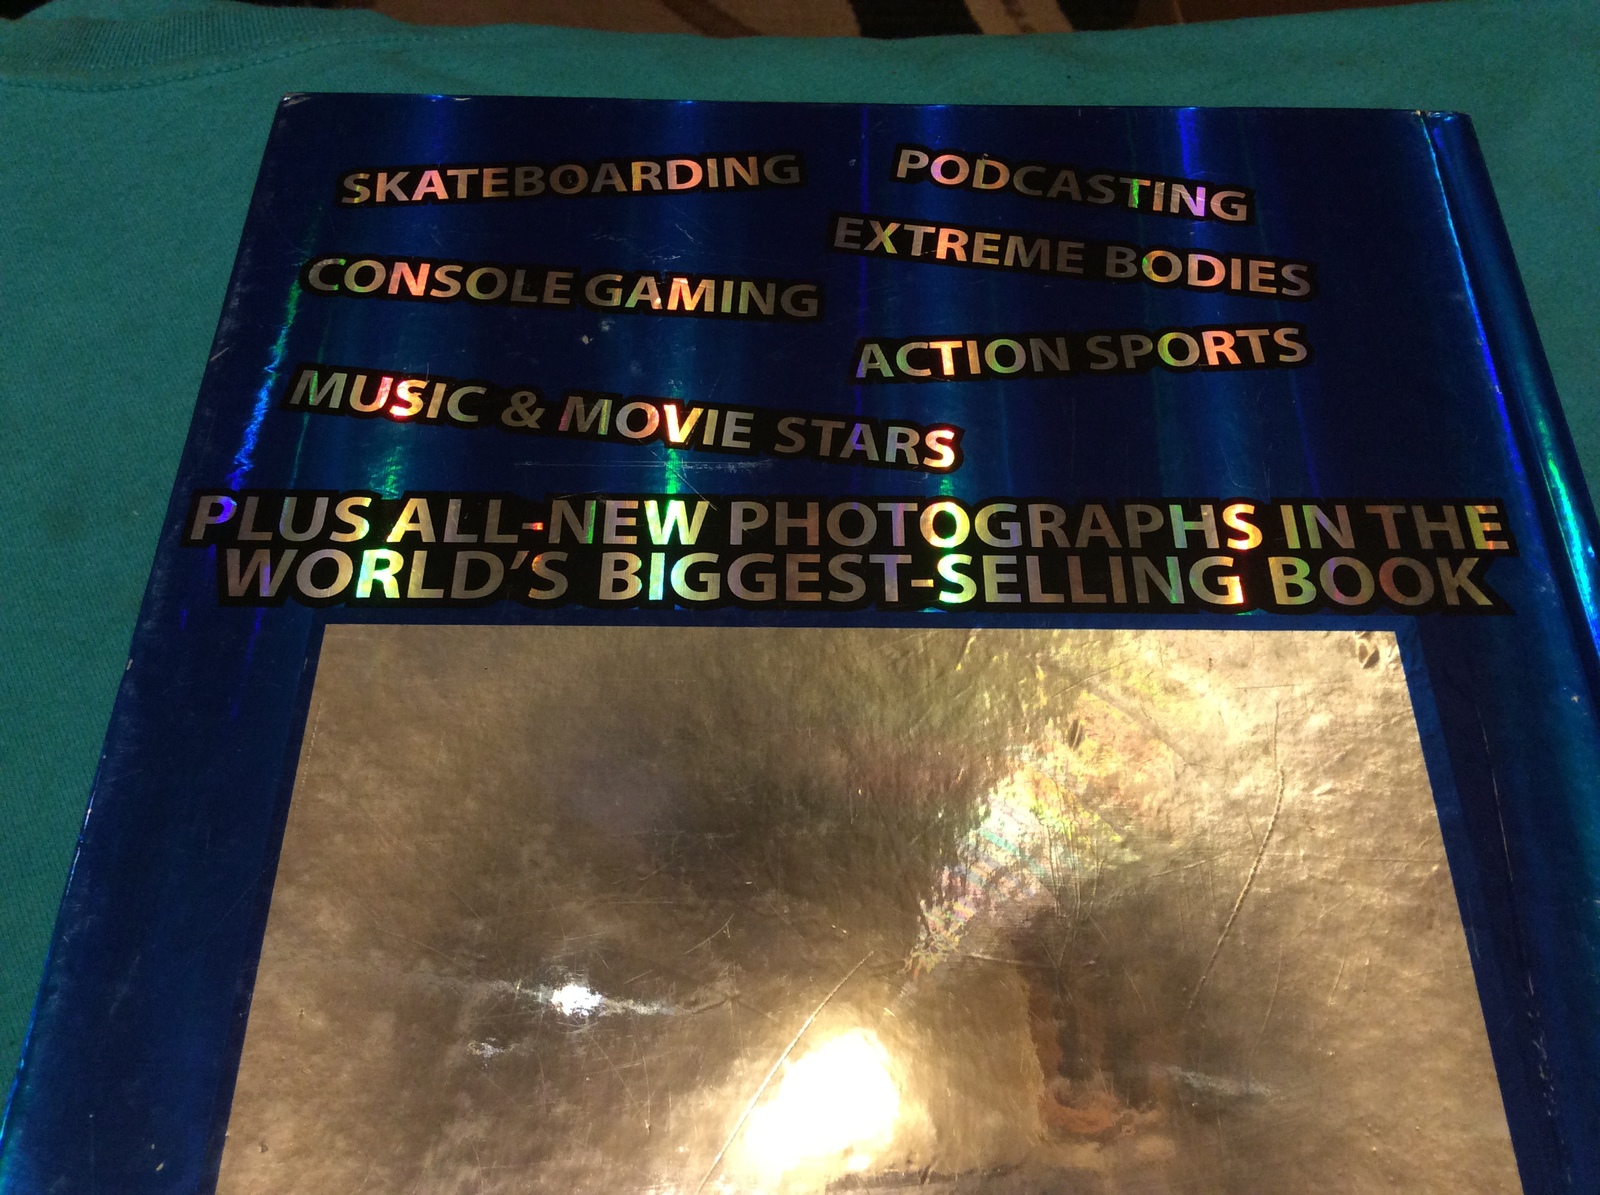 SKATEBOARDING
PODCASTING
EXTREME BODIES
CONSOLE GAMING
ACTION SPORTS
MUSIC & MOVIE STARS
PLUS ALL-NEW PHOTOGRAPHS IN THE
WORLD'S BIGGEST-SELLING BOOK